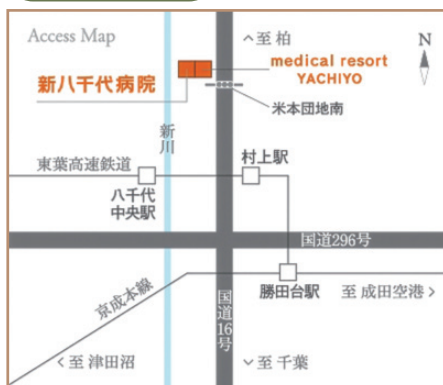 Access Map
へ至 柏
N
medical resort
YACHIYO
新八千代病院
米本団地南
新川
東葉高速鉄道
村上駅
八千代
中央駅
国道296号
勝田台駅
至 成田空港 >
京成本線
国道16号
<至 津田沼
∨至 千葉